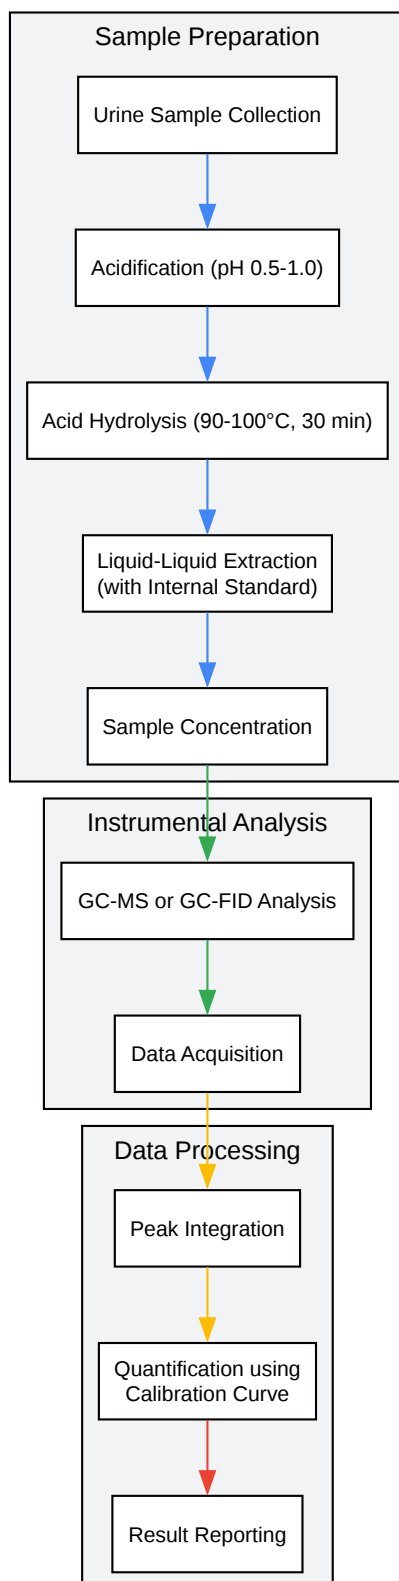 Sample Preparation
Urine Sample Collection
Acidification (pH 0.5-1.0)
Acid Hydrolysis (90-100°C, 30 min)
Liquid-Liquid Extraction
(with Internal Standard)
Sample Concentration
Instrumental Analysis
GC-MS or GC-FID Analysis
Data Acquisition
Data Processing
Peak Integration
Quantification using
Calibration Curve
Result Reporting